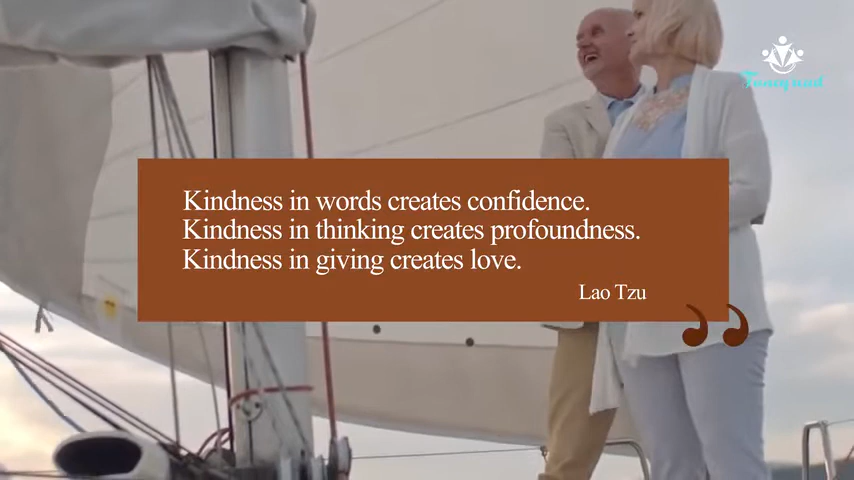 Kindness in words creates confidence.
Kindness in thinking creates profoundness.
Kindness in giving creates love.
Lao Tzu
”